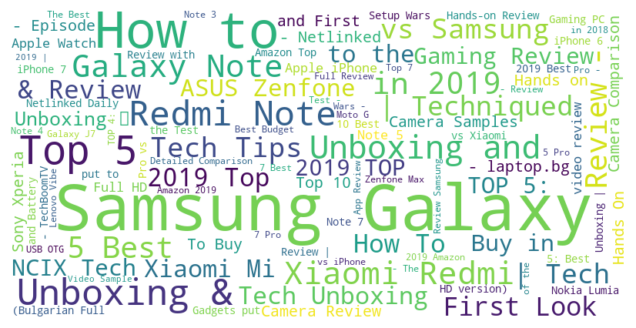 The Best
Note 3
Setup Wars
Hands-on Review
Gaming PC
- Episode
How to
and First
vs Samsung
in 2018
Apple Watch
Review with
Amazon Top
- Netlinked
2019 |
iPhone 7
Galaxy Note
to the
Gaming Review
iPhone 6
Apple iPhone
Top 7
2019 Best
Pro -
& Review
ASUS Zenfone
Full Review
in 2019
Hands on
Netlinked Daily
Test -
Wars -
- Review
Unboxing
Redmi Note
Moto G
| Techniqued
Review
Camera Comparison
Note 4
Galaxy J7
TOP 4:
the Test
Best Budget
10 Best
Camera Samples
video review
Top 5
Tech Tips
Note 5
vs Xiaomi
Unboxing and
5 Pro
Sony Xperia
and Battery
- TechBoomTV
Lenovo Vibe
Pro vs
Detailed Comparison
7 Best
2019 TOP
- laptop.bg
put to
2019 Top
Full HD
Amazon 2019
Top 10
App Review
Zenfone Max
TOP 5:
Review Samsung
Unboxing |
Hands On
Samsung Galaxy
5 Best
To Buy
Note 7
How To
Buy in
USB OTG
7 Pro
Review |
vs iPhone
2019 Amazon
5: Best
NCIX Tech
Xiaomi Mi
Xiaomi
The
Redmi
of the
| Tech
Video Sample
HD version)
Nokia Lumia
Unboxing &
Tech Unboxing
First Look
(Bulgarian Full
Gadgets put
Camera Review